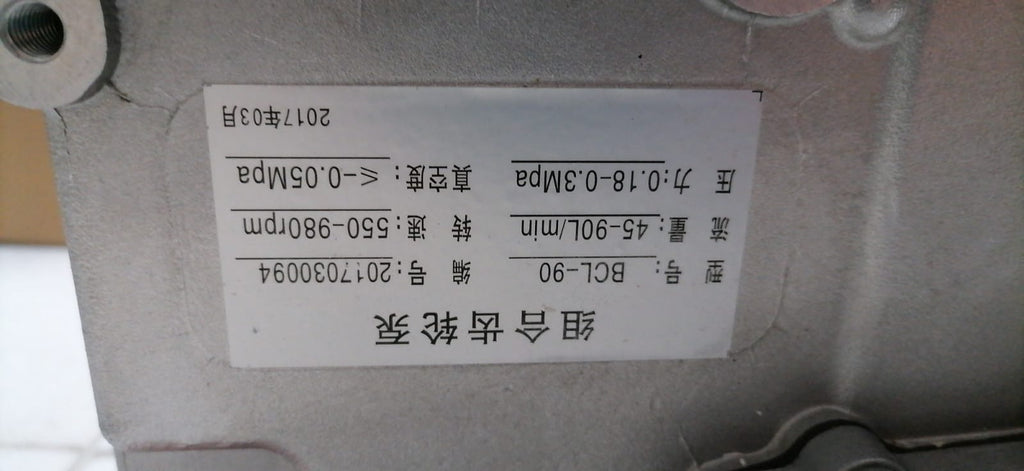 组合齿轮泵
型 号: BCL-90 编 号:2017030094
流 量:45-90L/min 转 速:550-980rpm
压 力:0.18-0.3Mpa 真空度:≤-0.05Mpa
2017年03月